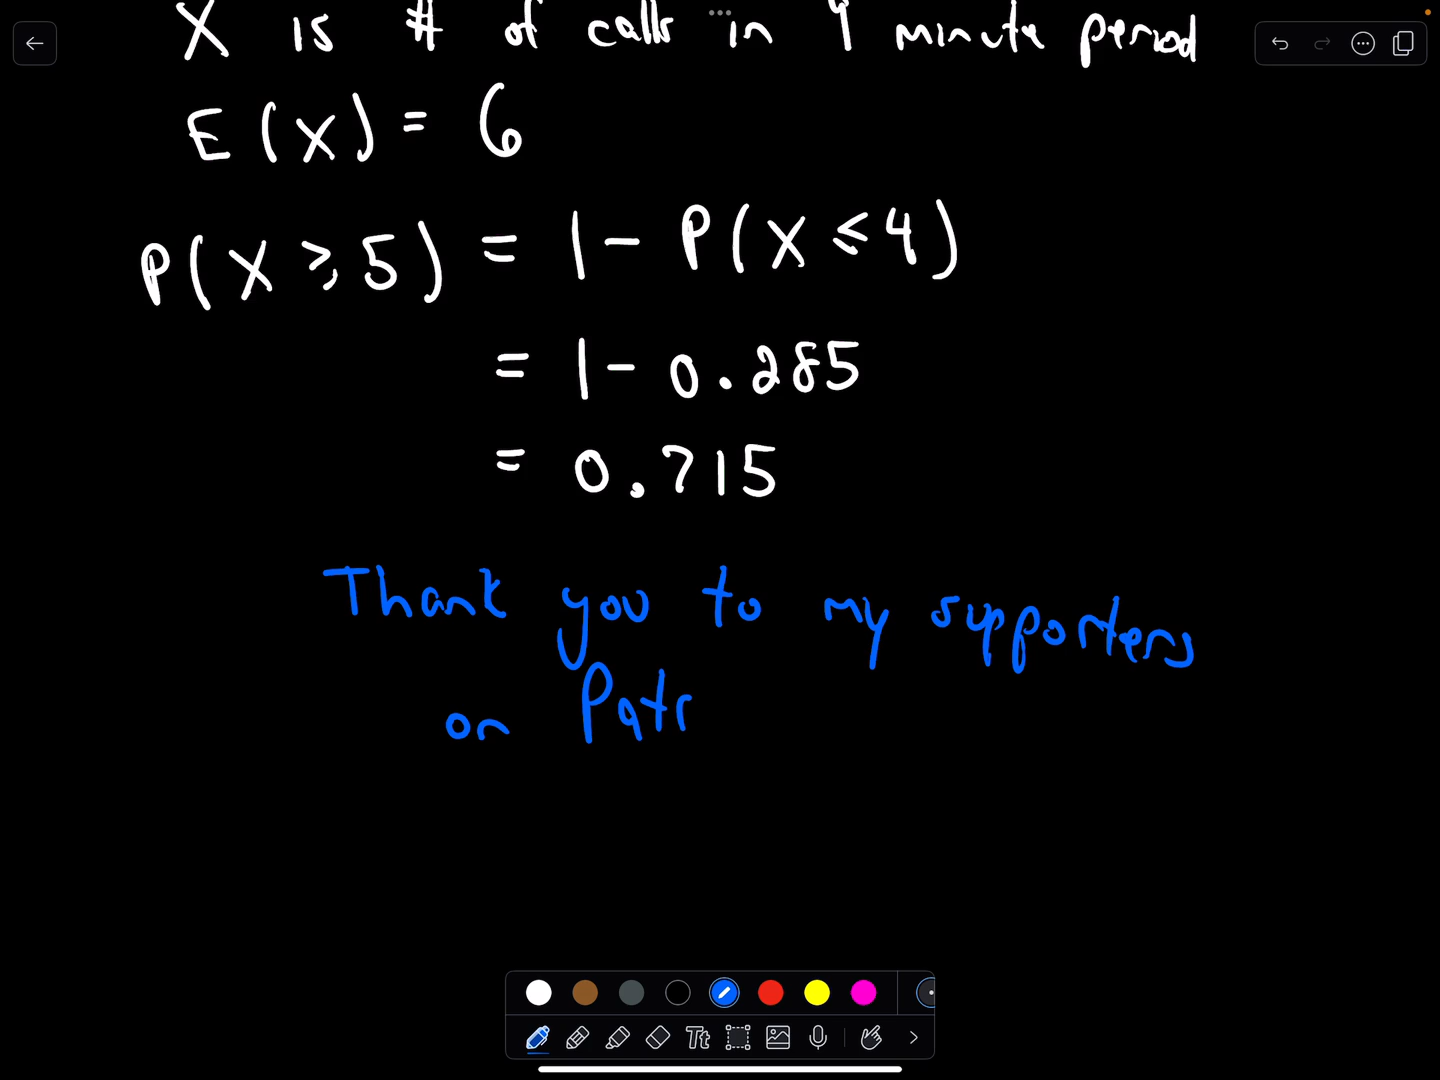 X is # of calls in 4 minute period
E(X) = 6
P(X ⩾ 5) = 1 - P(X ≤ 4)
= 1 - 0.285
= 0.715
Thank you to my supporters
on Patr
Tt